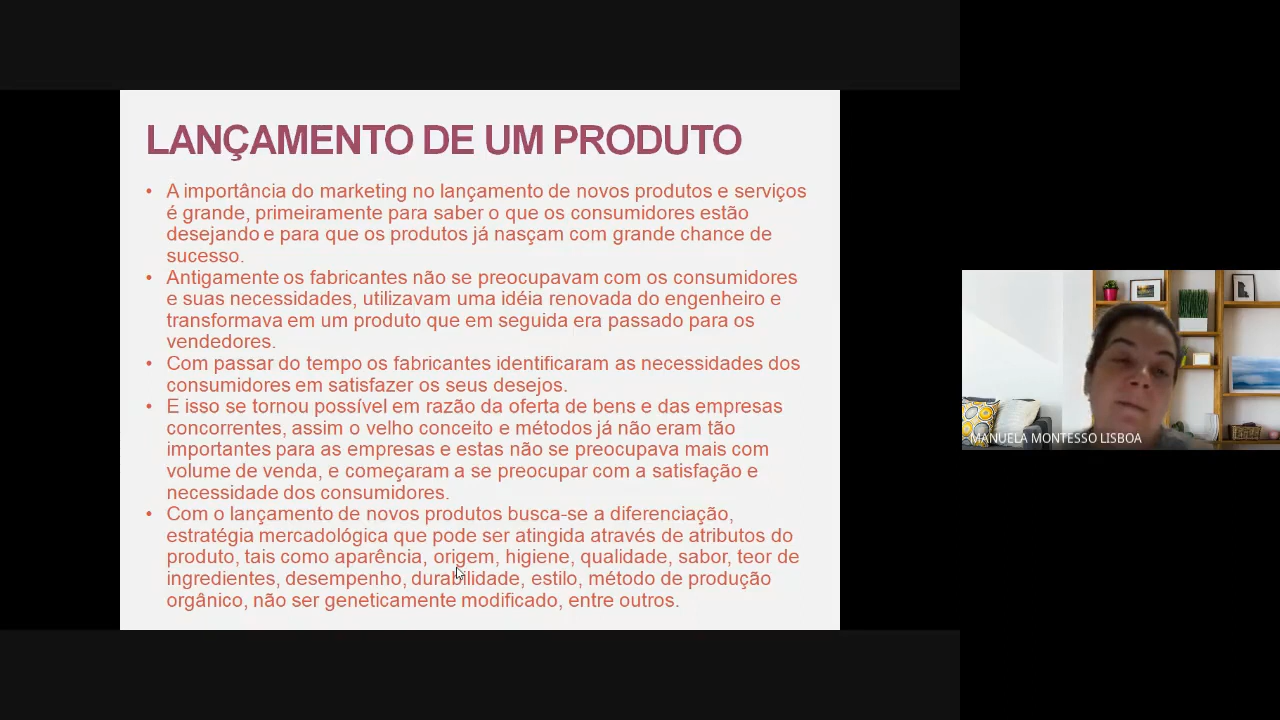 LANÇAMENTO DE UM PRODUTO
• A importância do marketing no lançamento de novos produtos e serviços
é grande, primeiramente para saber o que os consumidores estão
desejando e para que os produtos já nasçam com grande chance de
sucesso.
• Antigamente os fabricantes não se preocupavam com os consumidores
e suas necessidades, utilizavam uma idéia renovada do engenheiro e
transformava em um produto que em seguida era passado para os
vendedores.
• Com passar do tempo os fabricantes identificaram as necessidades dos
consumidores em satisfazer os seus desejos.
• E isso se tornou possível em razão da oferta de bens e das empresas
concorrentes, assim o velho conceito e métodos já não eram tão
importantes para as empresas e estas não se preocupava mais com
volume de venda, e começaram a se preocupar com a satisfação e
necessidade dos consumidores.
• Com o lançamento de novos produtos busca-se a diferenciação,
estratégia mercadológica que pode ser atingida através de atributos do
produto, tais como aparência, origem, higiene, qualidade, sabor, teor de
ingredientes, desempenho, durabilidade, estilo, método de produção
orgânico, não ser geneticamente modificado, entre outros.
MANUELA MONTESSO LISBOA